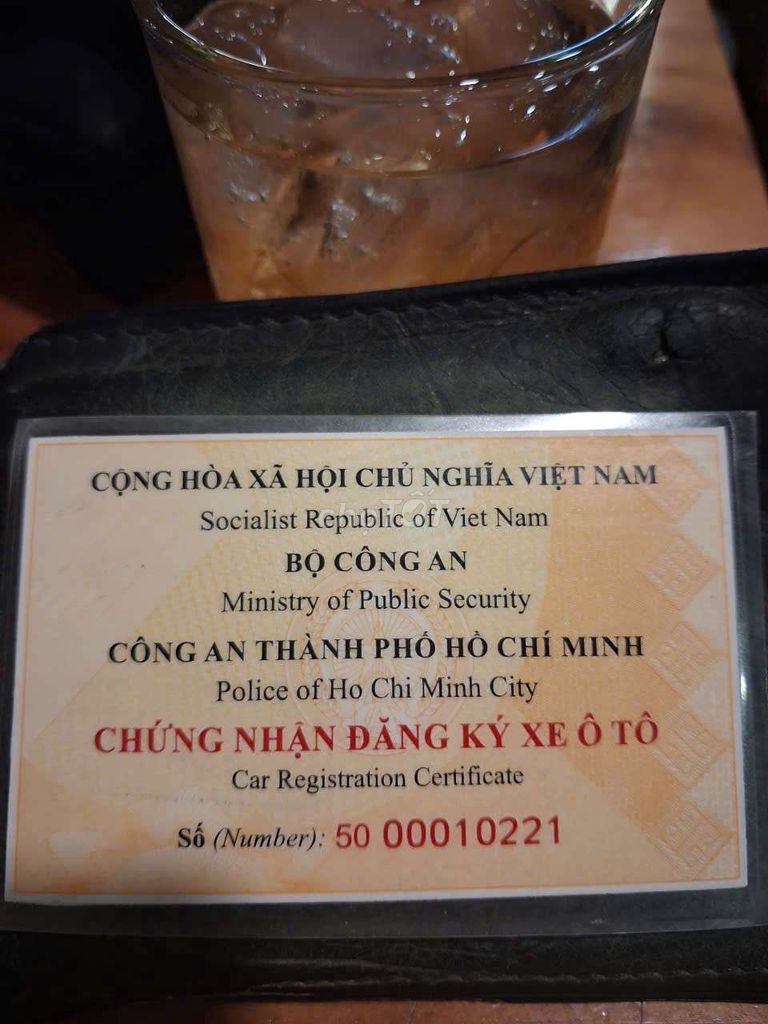 CỘNG HÒA XÃ HỘI CHỦ NGHĨA VIỆT NAM
chợTỐT
Socialist Republic of Viet Nam
BỘ CÔNG AN
Ministry of Public Security
CÔNG AN THÀNH PHỐ HỒ CHÍ MINH
Police of Ho Chi Minh City
CHỨNG NHẬN ĐĂNG KÝ XE Ô TÔ
Car Registration Certificate
Số (Number): 50 00010221